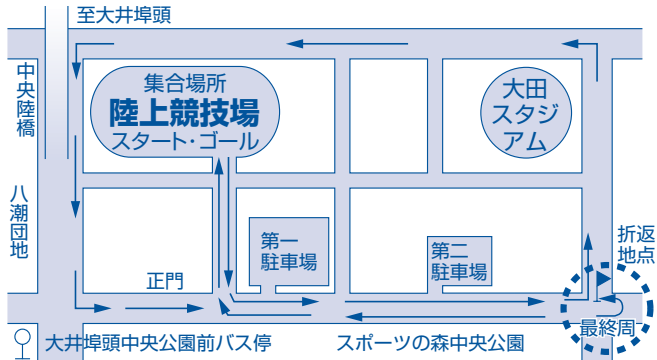 至大井埠頭
中央陸橋
集合場所
陸上競技場
スタート・ゴール
大田
スタジ
アム
八潮団地
正門
第一
駐車場
第二
駐車場
折返
地点
最終周
大井埠頭中央公園前バス停
スポーツの森中央公園